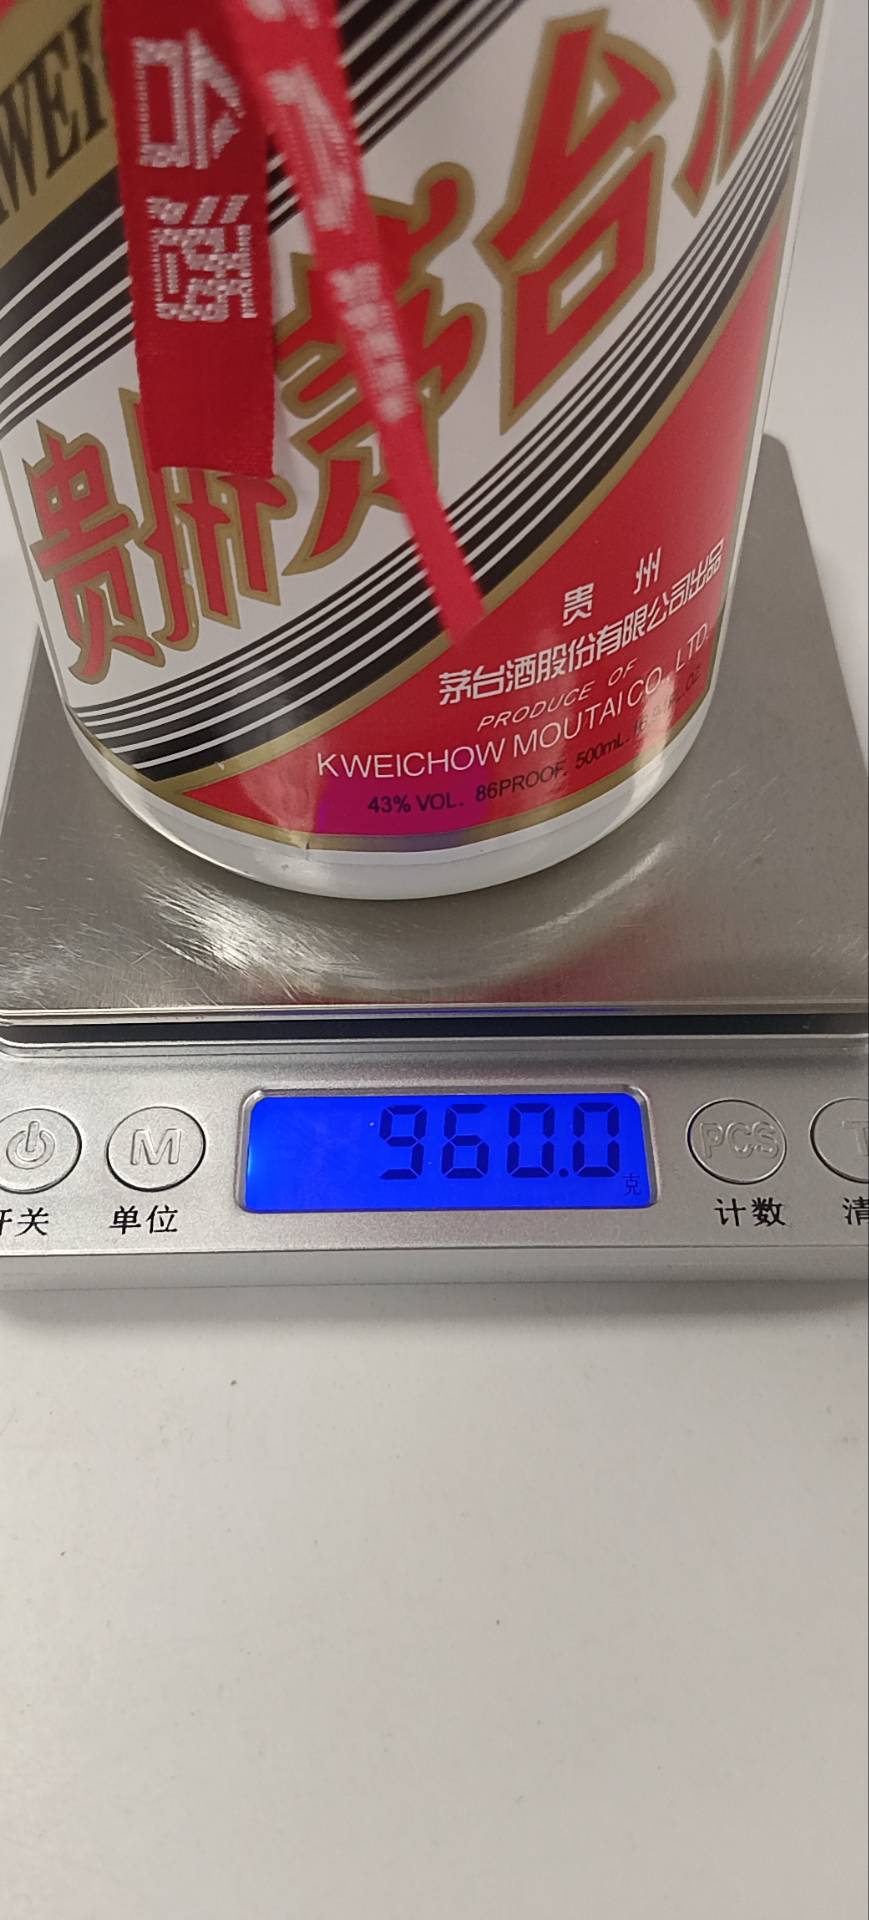 贵州茅台酒
贵州
茅台酒股份有限公司出品
PRODUCE OF
KWEICHOW MOUTAI CO., LTD.
43% VOL. 86PROOF. 500mL.
960.0
克
M
PCS
T
开关
单位
计数
清